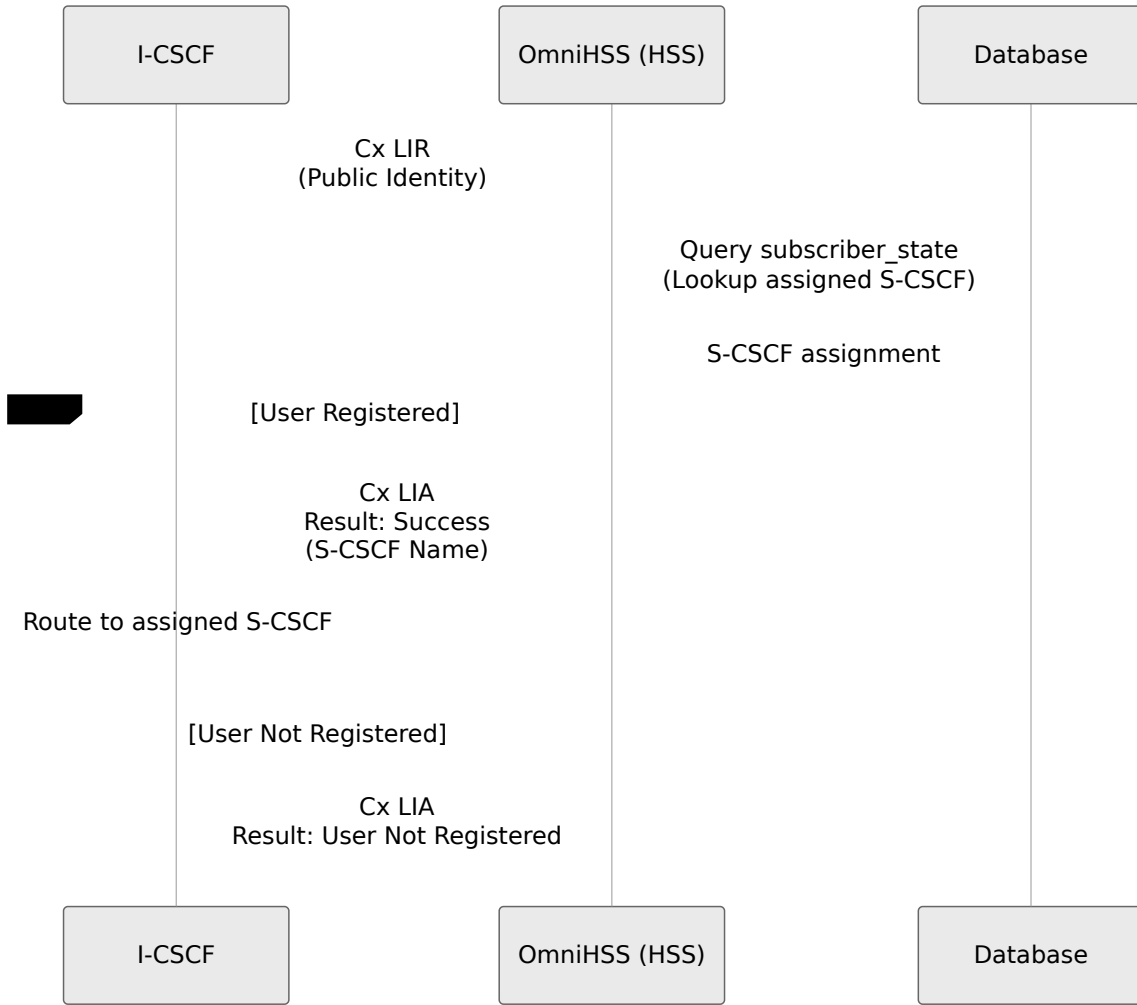 I-CSCF
OmniHSS (HSS)
Database
Cx LIR
(Public Identity)
Query subscriber_state
(Lookup assigned S-CSCF)
S-CSCF assignment
[User Registered]
Cx LIA
Result: Success
(S-CSCF Name)
Route to assigned S-CSCF
[User Not Registered]
Cx LIA
Result: User Not Registered
I-CSCF
OmniHSS (HSS)
Database